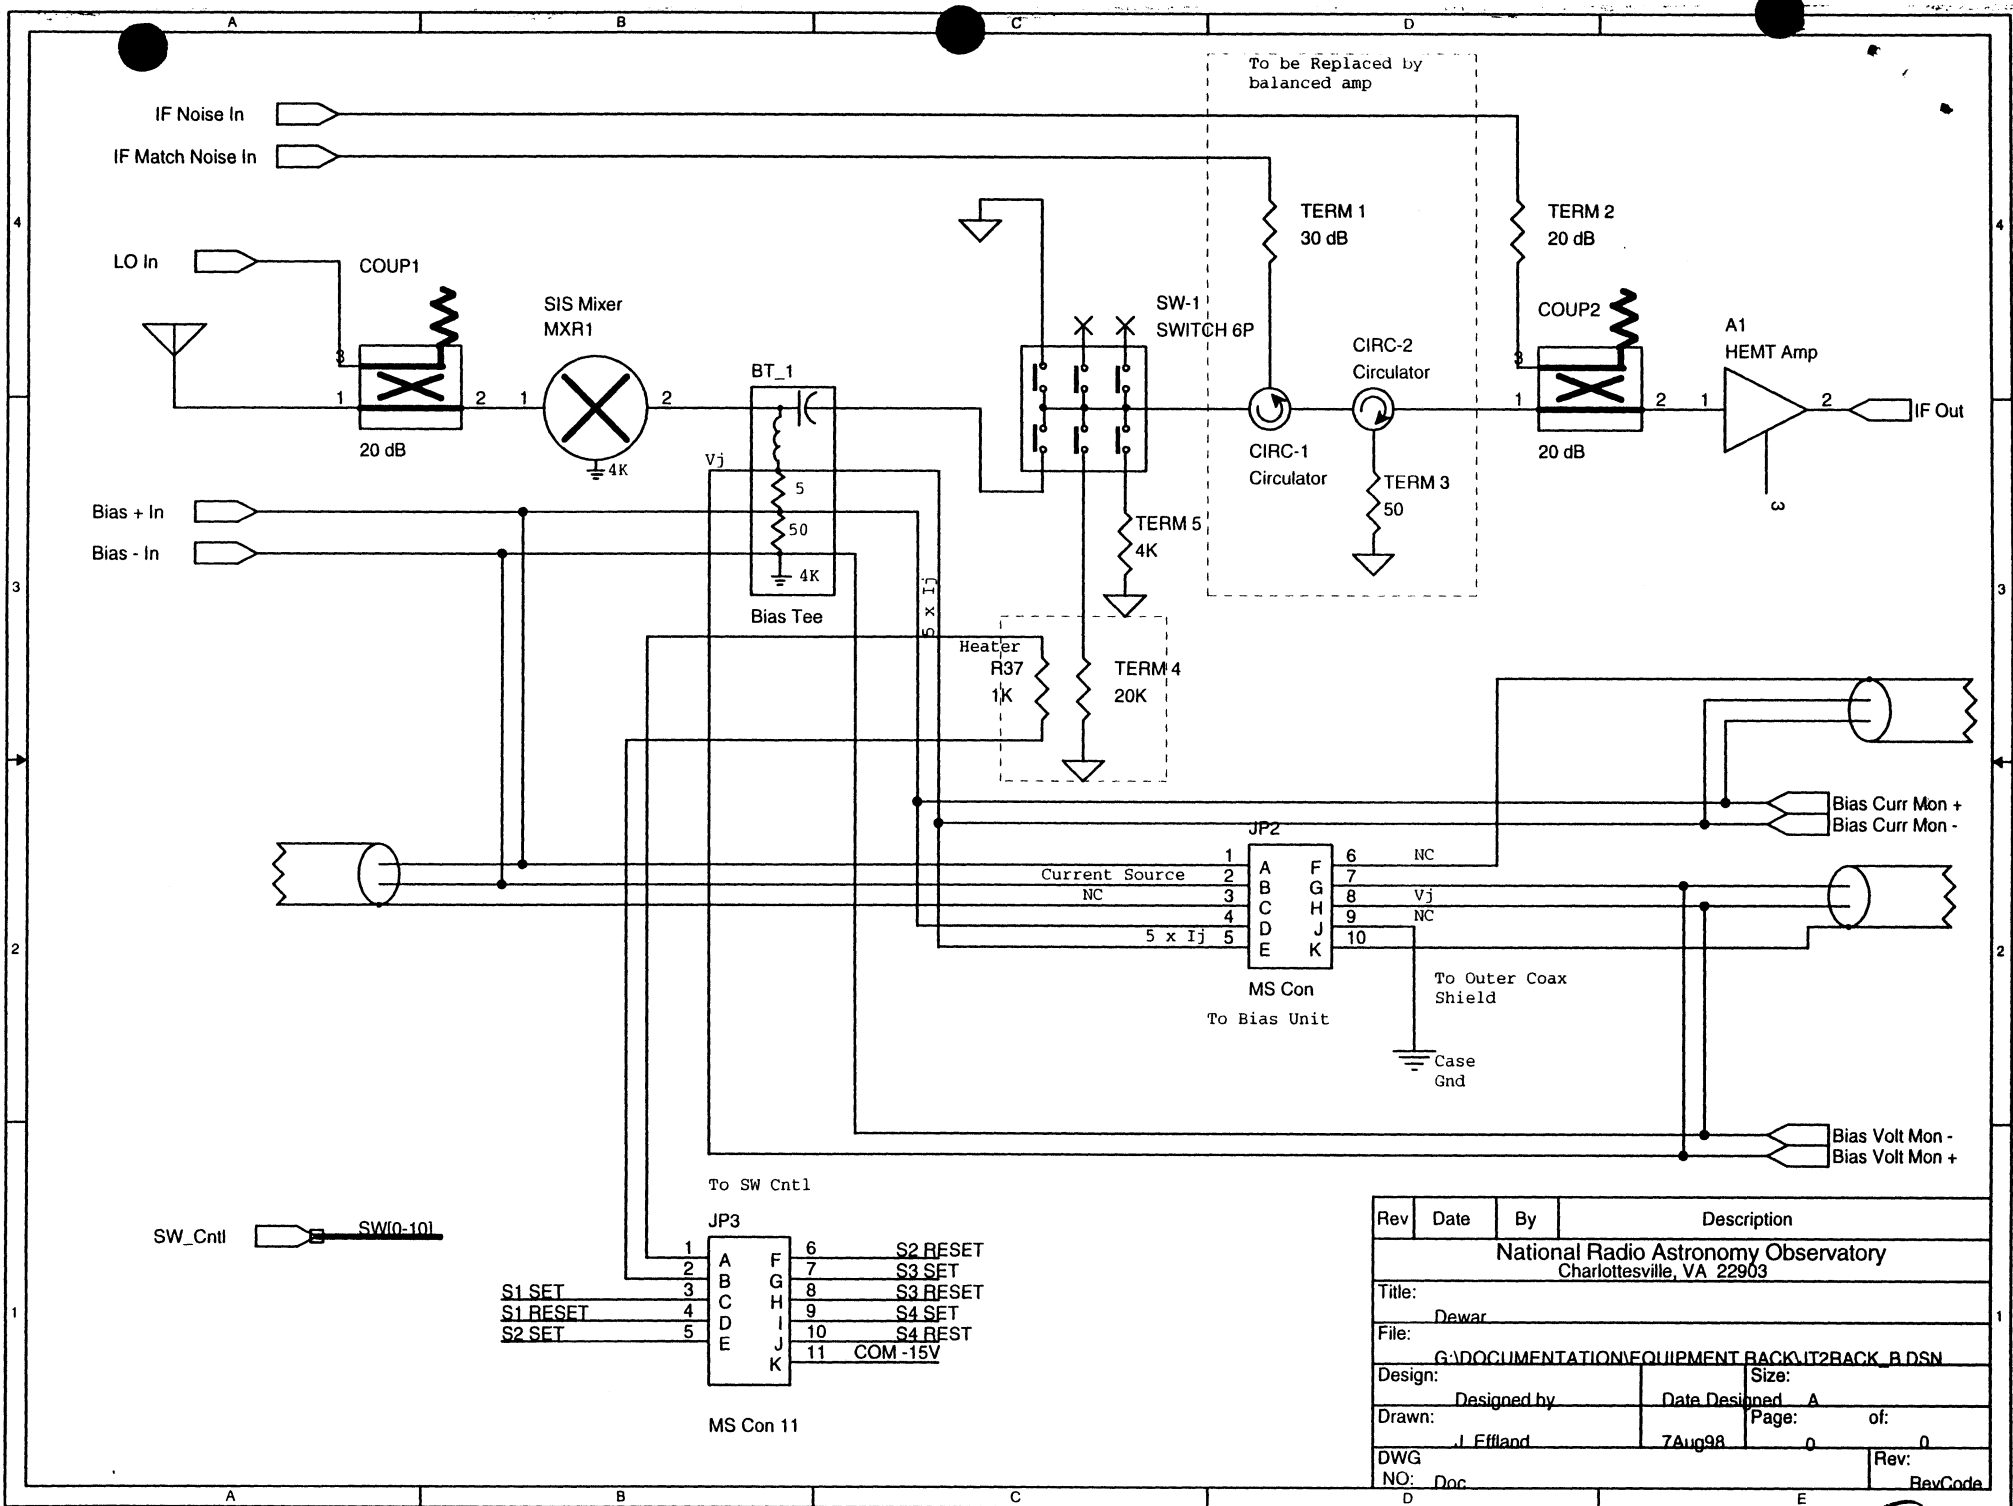 A B C D
To be Replaced by
balanced amp
IF Noise In
IF Match Noise In
4
4
TERM 1
30 dB
TERM 2
20 dB
LO In
COUP1
SIS Mixer
MXR1
SW-1
SWITCH 6P
COUP2
A1
HEMT Amp
CIRC-2
Circulator
3
3
BT_1
1 2 1 2
1 2 1 2
IF Out
20 dB
4K
CIRC-1
Circulator
20 dB
Vj
5
TERM 3
50
3
Bias + In
50
TERM 5
4K
Bias - In
4K
3
3
5 x Ij
Bias Tee
Heater
R37
1K
TERM 4
20K
Bias Curr Mon +
Bias Curr Mon -
JP2
1 A F 6 NC
Current Source 2 B G 7
NC 3 C H 8 Vj
4 D J 9 NC
5 x Ij 5 E K 10
2
2
MS Con
To Outer Coax
Shield
To Bias Unit
Case
Gnd
Bias Volt Mon -
Bias Volt Mon +
To SW Cntl
SW_Cntl
SW[0-10]
JP3
1 A F 6 S2 RESET
2 B G 7 S3 SET
S1 SET 3 C H 8 S3 RESET
S1 RESET 4 D I 9 S4 SET
S2 SET 5 E J 10 S4 REST
K 11 COM -15V
MS Con 11
1
1
Rev Date By Description
National Radio Astronomy Observatory
Charlottesville, VA 22903
Title:
Dewar
File:
G:\DOCUMENTATION\EQUIPMENT RACK\JT2RACK_B.DSN
Design: Size:
Designed by Date Designed A
Drawn: Page: of:
J. Effland 7Aug98 0 0
DWG Rev:
NO: Doc RevCode
A B C D E